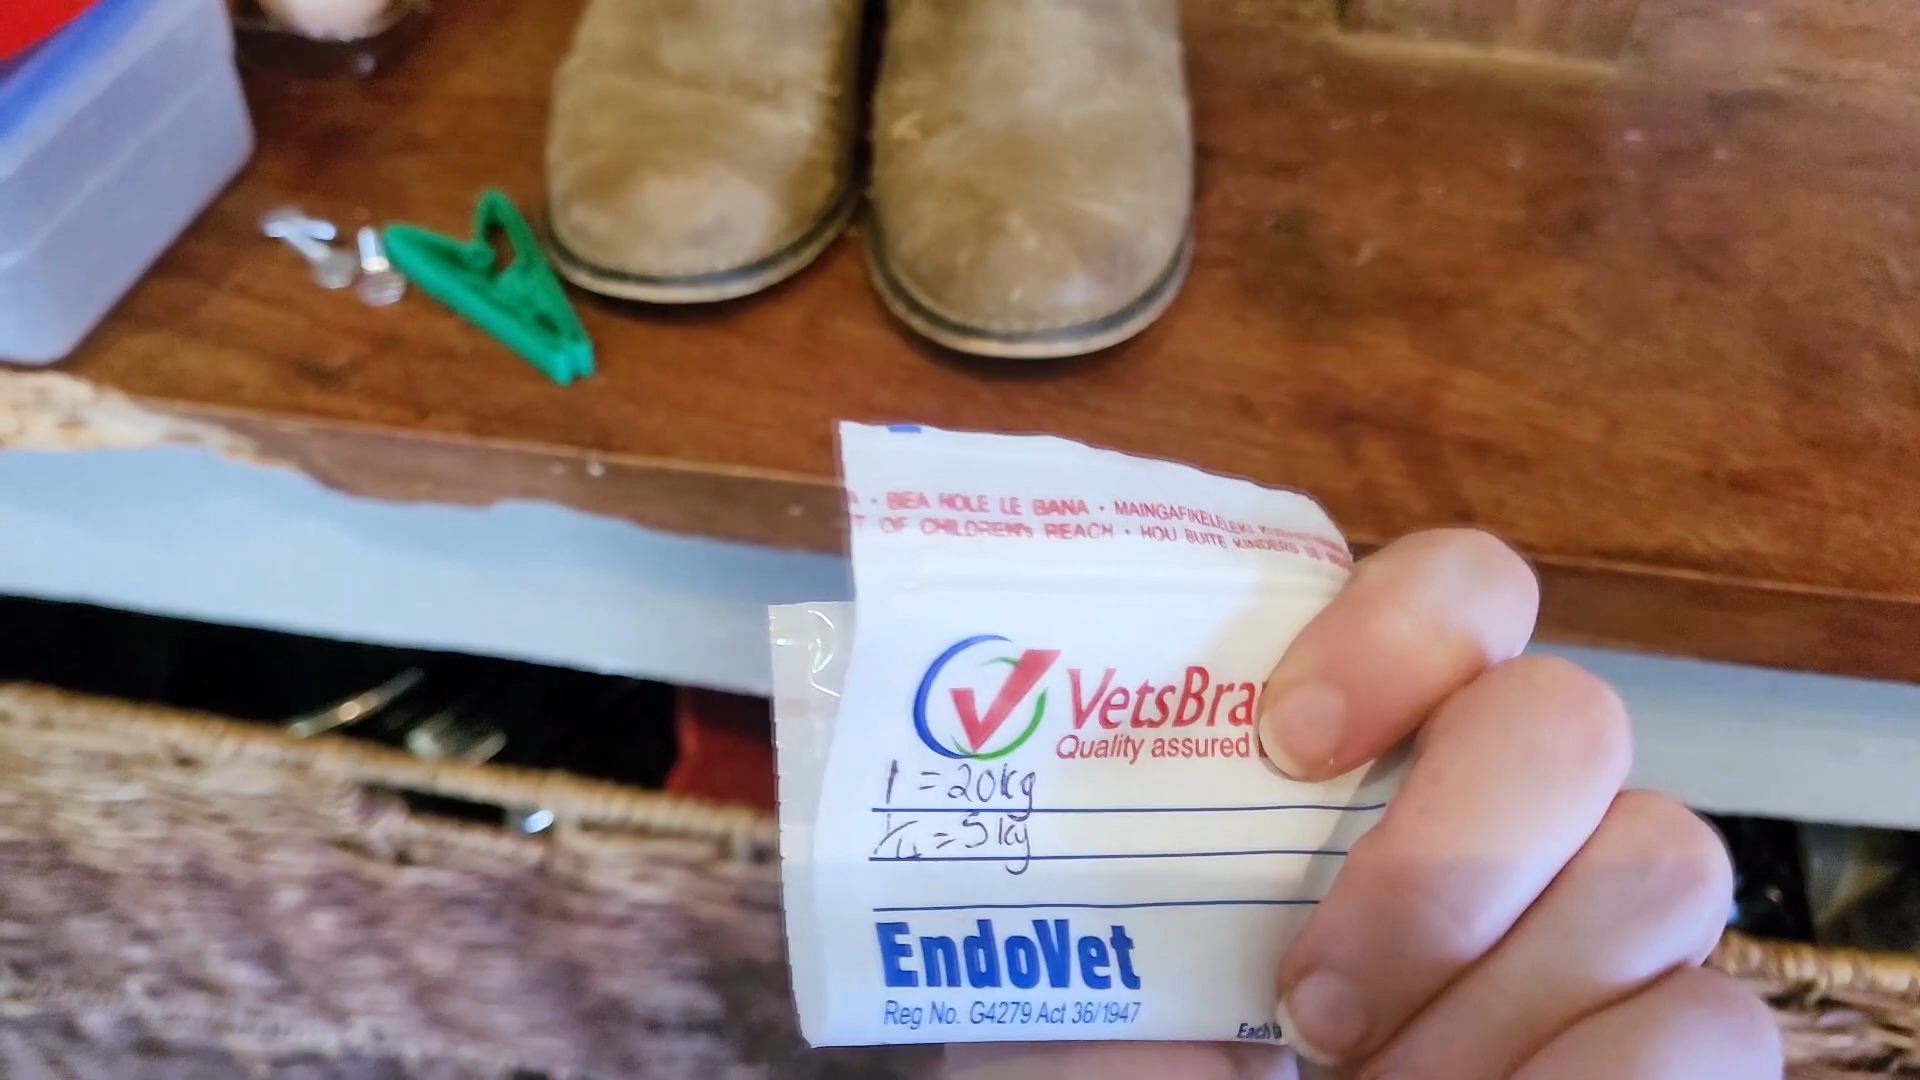 · BEA HOLE LE BANA · MAINGAFIKELELEKI
OF CHILDREN'S REACH · HOU BUITE KINDERS SE
VetsBra
Quality assured
1 = 20kg
1/4 = 5kg
EndoVet
Reg No. G4279 Act 36/1947
Each